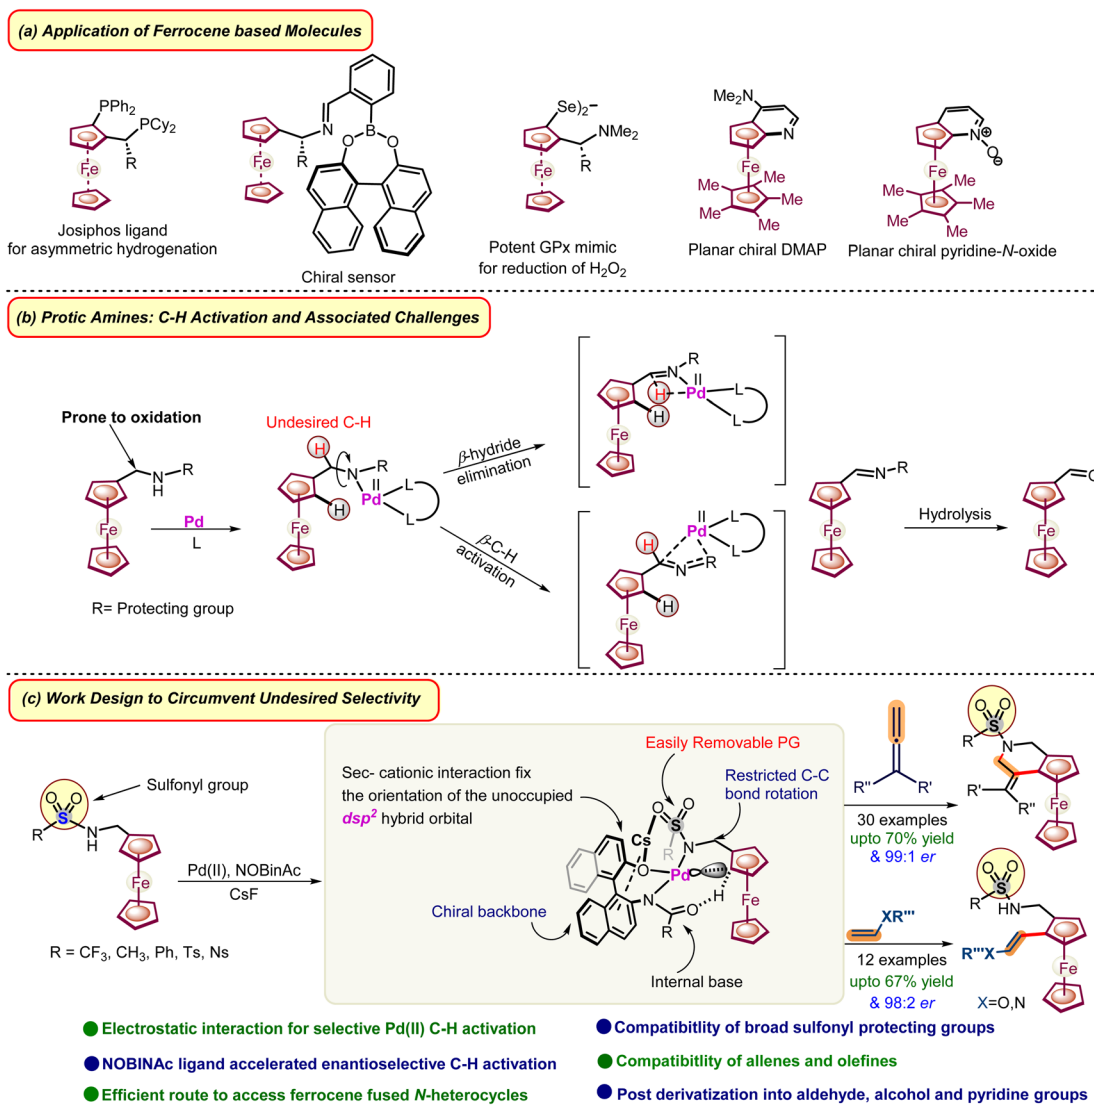 (a) Application of Ferrocene based Molecules
PPh2
PCy2
R
Fe
Josiphos ligand
for asymmetric hydrogenation
N
B
O
O
R
Fe
Chiral sensor
Se)2
NMe2
R
Fe
Potent GPx mimic
for reduction of H2O2
Me2N
N
Fe
Me
Me
Me
Me
Me
Planar chiral DMAP
N
⊕
O
⊖
Fe
Me
Me
Me
Me
Me
Planar chiral pyridine-N-oxide
(b) Protic Amines: C-H Activation and Associated Challenges
Prone to oxidation
N
H
R
Fe
R= Protecting group
Pd
L
Undesired C-H
H
N
R
II
Pd
L
L
H
Fe
β-hydride
elimination
β-C-H
activation
R
N
II
Pd
L
L
H
H
Fe
II
Pd
L
L
H
N
R
H
Fe
N
R
Fe
Hydrolysis
O
Fe
(c) Work Design to Circumvent Undesired Selectivity
Sulfonyl group
O
O
S
R
N
H
Fe
R = CF3, CH3, Ph, Ts, Ns
Pd(II), NOBinAc
CsF
Easily Removable PG
Sec- cationic interaction fix
the orientation of the unoccupied
dsp2 hybrid orbital
Restricted C-C
bond rotation
O
O
S
R
Cs
N
O
Pd
N
H
O
R
Fe
Chiral backbone
Internal base
R''
R'
30 examples
upto 70% yield
& 99:1 er
O
O
S
R
N
R'
R''
Fe
XR'''
12 examples
upto 67% yield
& 98:2 er
O
O
S
R
HN
R'''X
Fe
X=O,N
Electrostatic interaction for selective Pd(II) C-H activation
Compatibitlity of broad sulfonyl protecting groups
NOBINAc ligand accelerated enantioselective C-H activation
Compatibitlity of allenes and olefines
Efficient route to access ferrocene fused N-heterocycles
Post derivatization into aldehyde, alcohol and pyridine groups